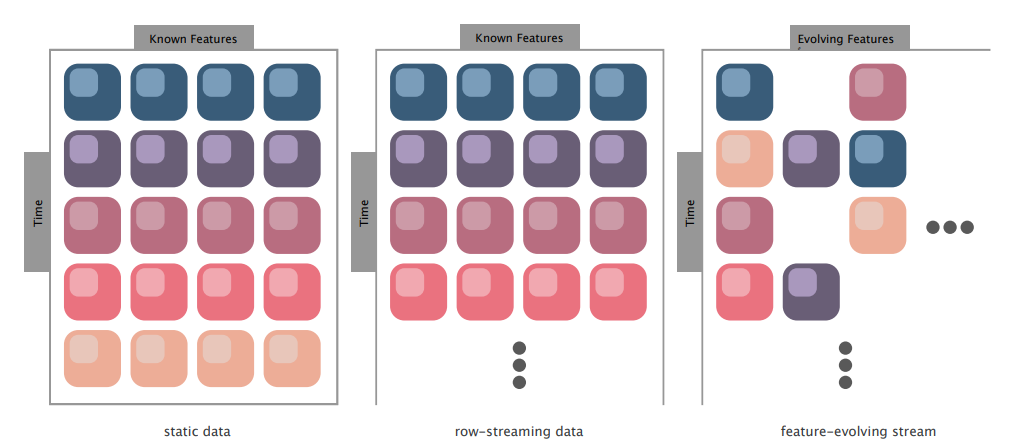 Known Features
Known Features
Evolving Features
Time
Time
Time
static data
row-streaming data
feature-evolving stream